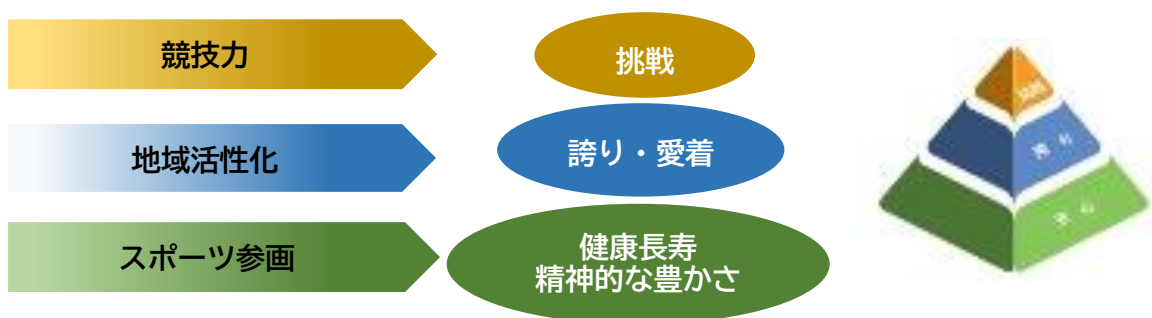 競技力
挑戦
地域活性化
誇り・愛着
スポーツ参画
健康長寿
精神的な豊かさ